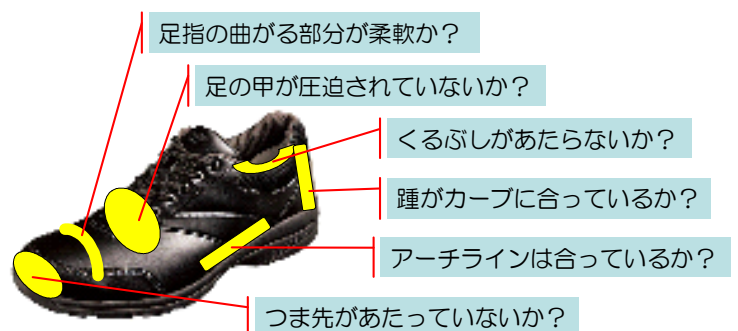 足指の曲がる部分が柔軟か？
足の甲が圧迫されていないか？
くるぶしがあたらないか？
踵がカーブに合っているか？
アーチラインは合っているか？
つま先があたっていないか？